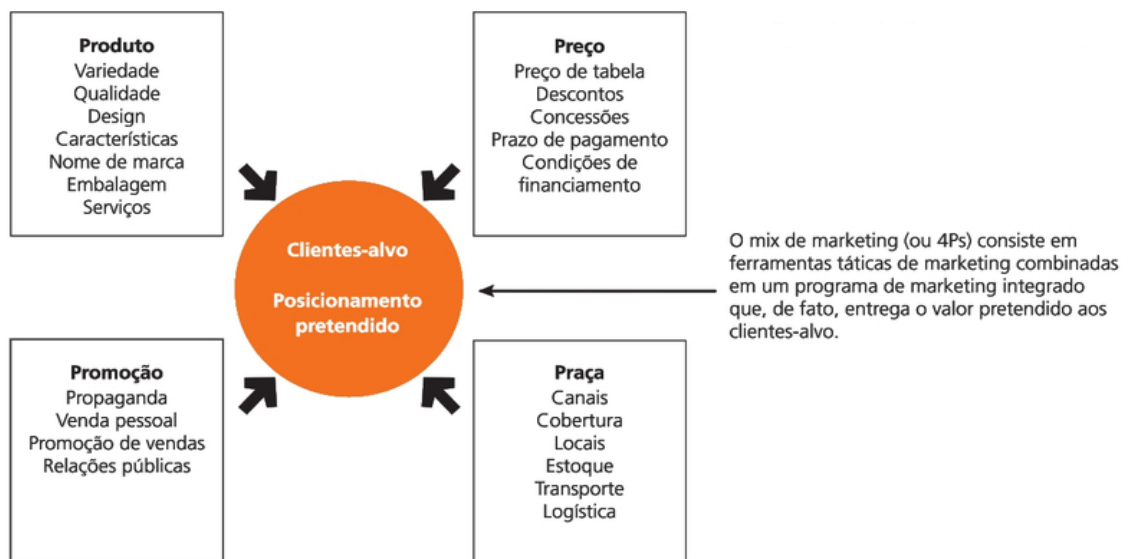 Produto
Variedade
Qualidade
Design
Características
Nome de marca
Embalagem
Serviços
Preço
Preço de tabela
Descontos
Concessões
Prazo de pagamento
Condições de
financiamento
Clientes-alvo
Posicionamento
pretendido
O mix de marketing (ou 4Ps) consiste em
ferramentas táticas de marketing combinadas
em um programa de marketing integrado
que, de fato, entrega o valor pretendido aos
clientes-alvo.
Promoção
Propaganda
Venda pessoal
Promoção de vendas
Relações públicas
Praça
Canais
Cobertura
Locais
Estoque
Transporte
Logística